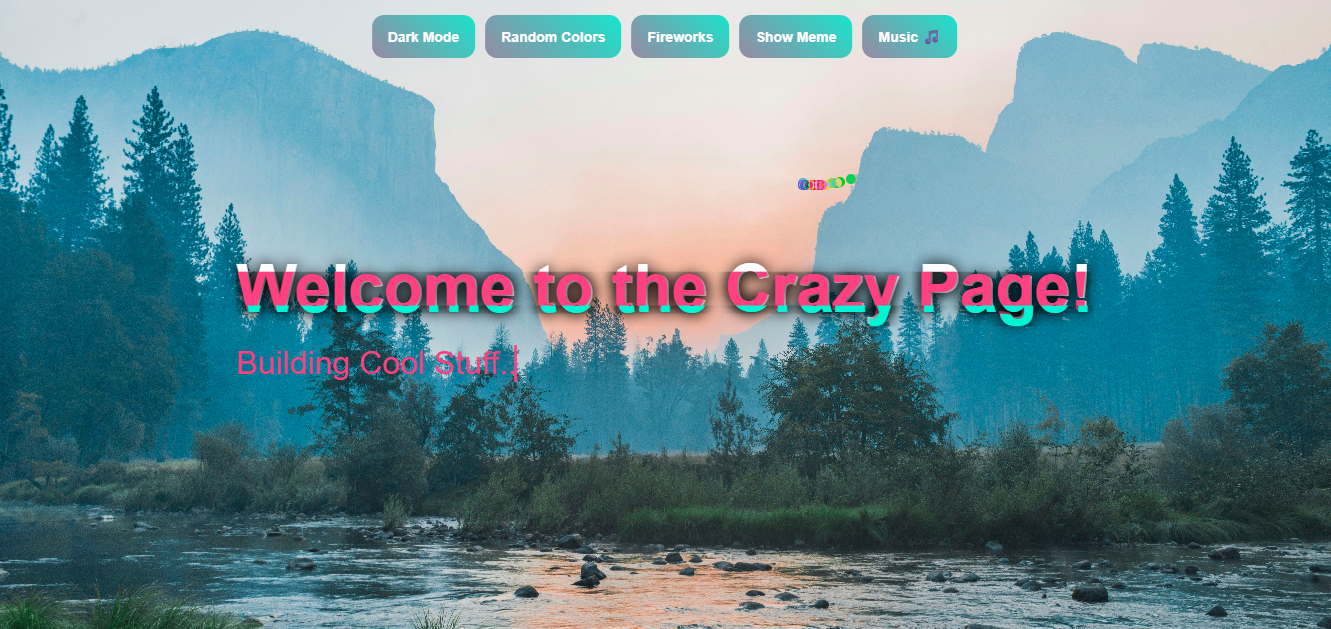 Dark Mode Random Colors Fireworks Show Meme Music 🎵
Welcome to the Crazy Page!
Building Cool Stuff.